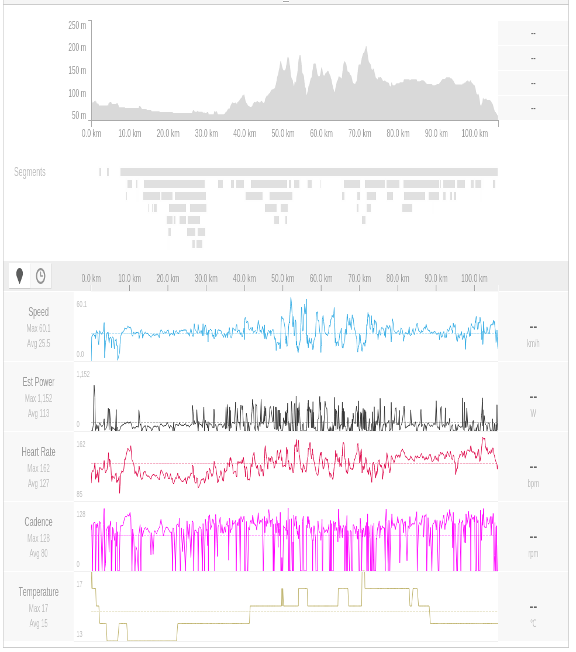 250 m
200 m
150 m
100 m
50 m
--
--
--
--
0.0 km 10.0 km 20.0 km 30.0 km 40.0 km 50.0 km 60.0 km 70.0 km 80.0 km 90.0 km 100.0 km
Segments
0.0 km 10.0 km 20.0 km 30.0 km 40.0 km 50.0 km 60.0 km 70.0 km 80.0 km 90.0 km 100.0 km
Speed
Max 60.1
Avg 25.5
60.1
0.0
--
km/h
Est Power
Max 1,152
Avg 113
1,152
0
--
W
Heart Rate
Max 162
Avg 127
162
85
--
bpm
Cadence
Max 128
Avg 80
128
0
--
rpm
Temperature
Max 17
Avg 15
17
13
--
°C